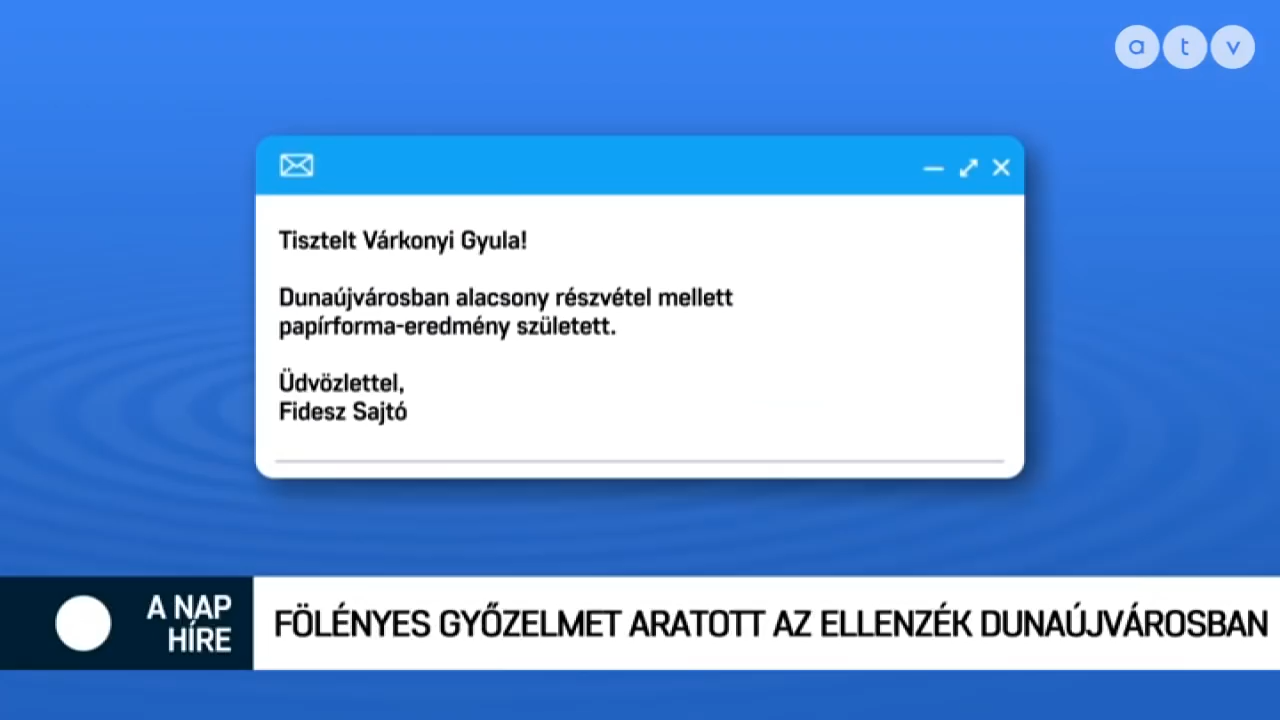 atv
Tisztelt Várkonyi Gyula!
Dunaújvárosban alacsony részvétel mellett
papírforma-eredmény született.
Üdvözlettel,
Fidesz Sajtó
A NAP
HÍRE
FÖLÉNYES GYŐZELMET ARATOTT AZ ELLENZÉK DUNAÚJVÁROSBAN